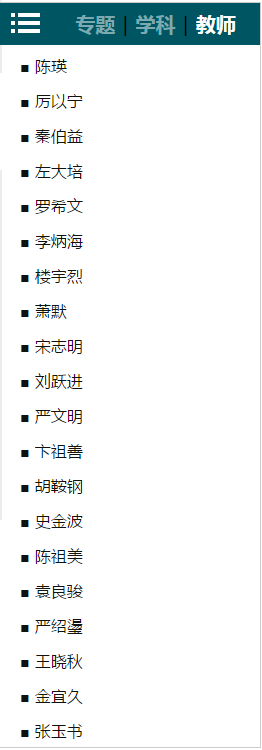 专题 | 学科 | 教师
■ 陈瑛
■ 厉以宁
■ 秦伯益
■ 左大培
■ 罗希文
■ 李炳海
■ 楼宇烈
■ 萧默
■ 宋志明
■ 刘跃进
■ 严文明
■ 卞祖善
■ 胡鞍钢
■ 史金波
■ 陈祖美
■ 袁良骏
■ 严绍璗
■ 王晓秋
■ 金宜久
■ 张玉书